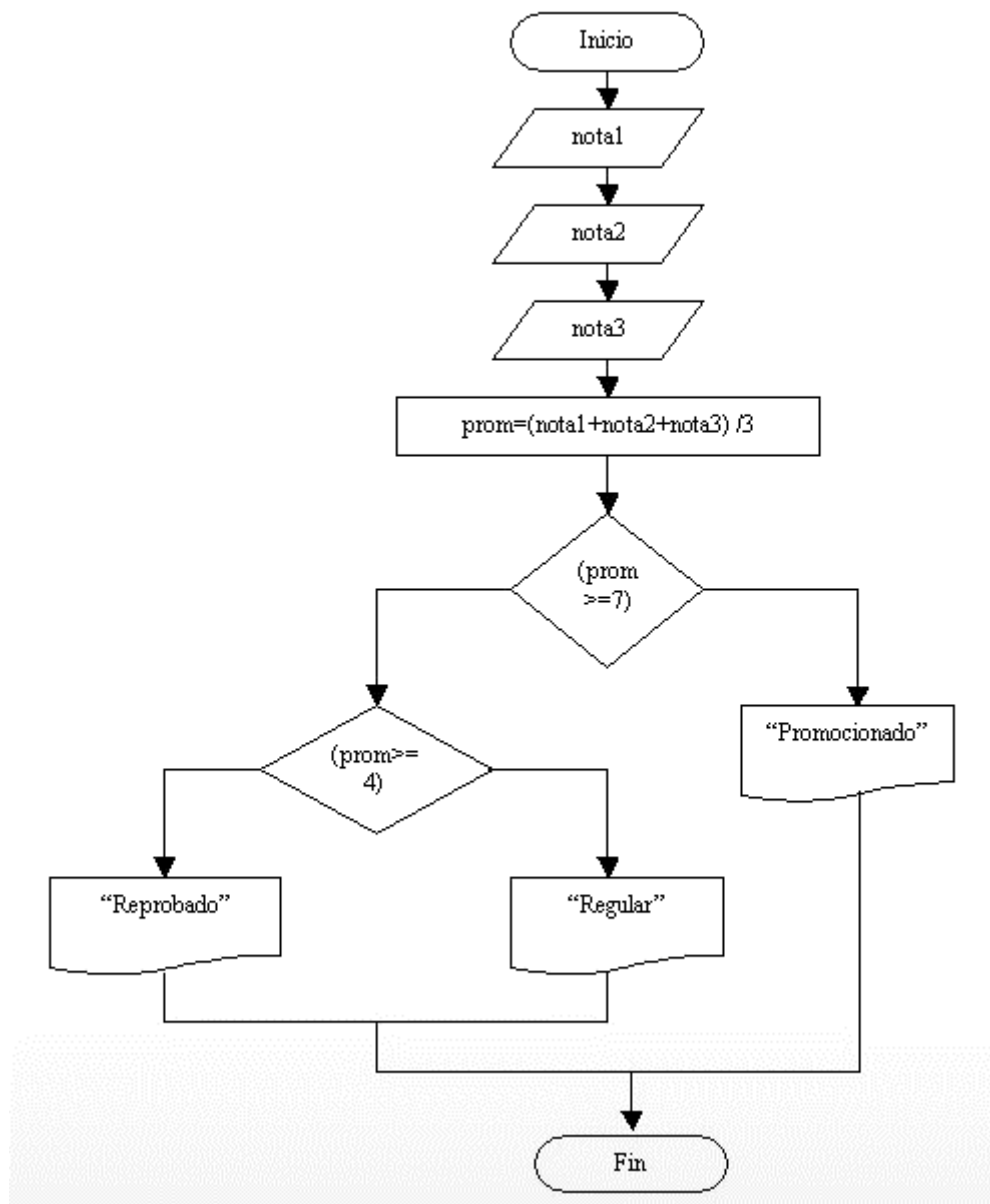 Inicio
nota1
nota2
nota3
prom=(nota1+nota2+nota3) /3
(prom
>=7)
“Promocionado”
(prom>=
4)
“Reprobado”
“Regular”
Fin